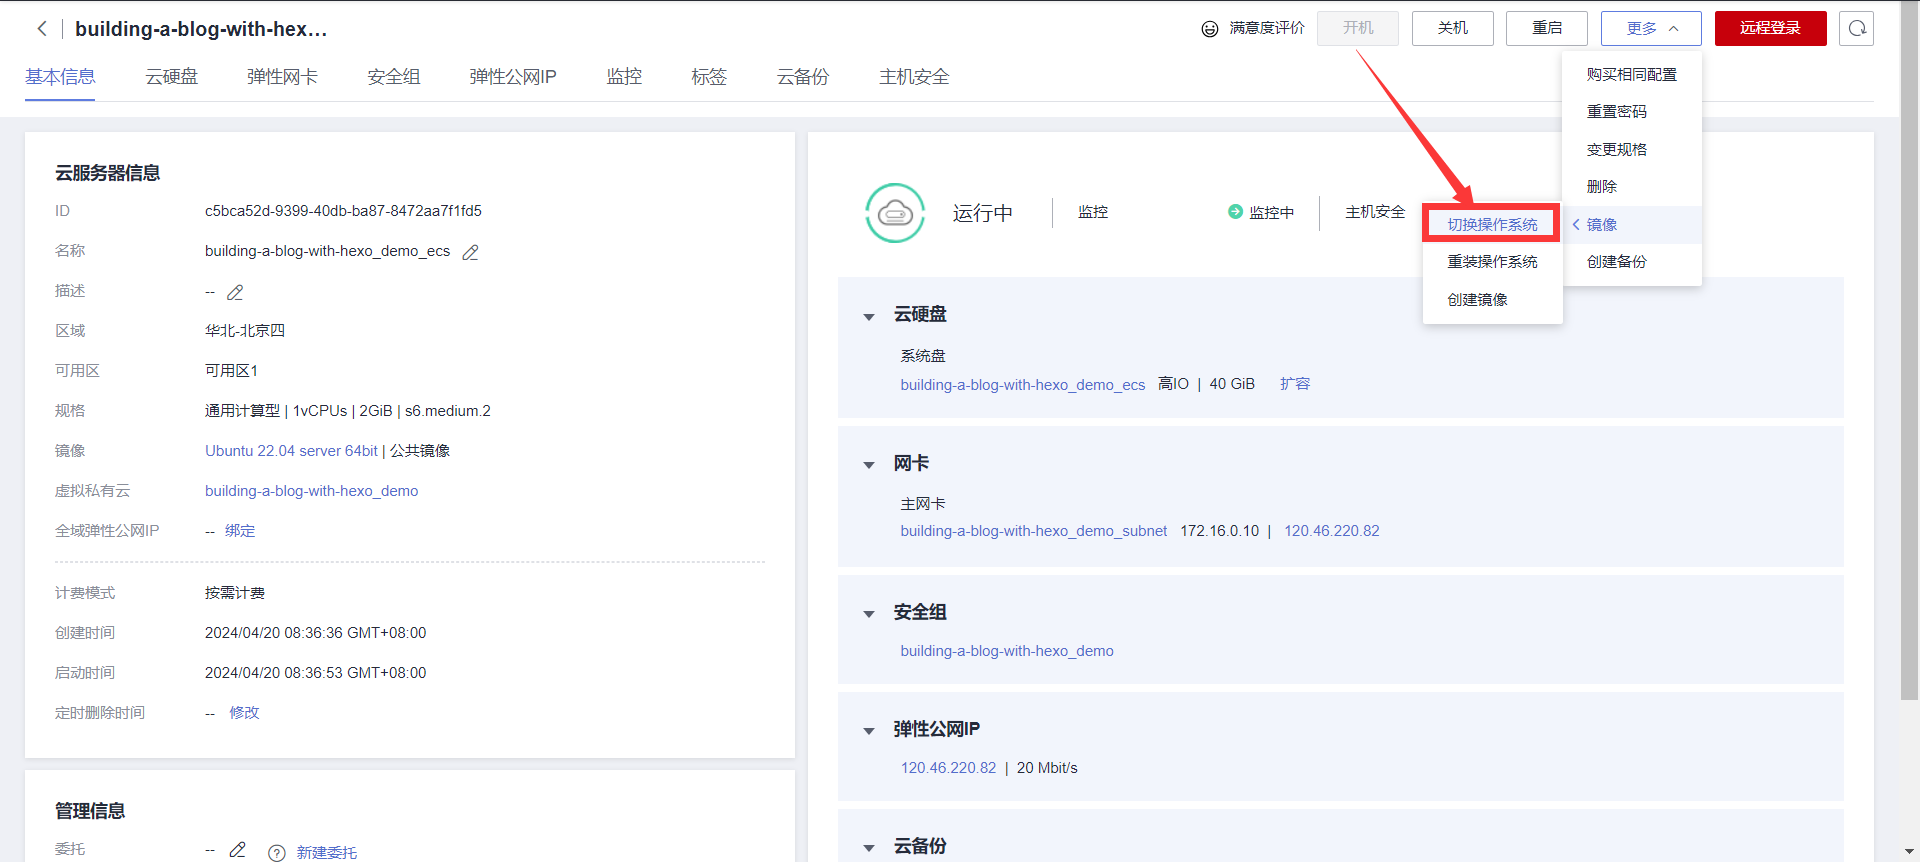 building-a-blog-with-hex...
满意度评价
开机
关机
重启
更多
远程登录
基本信息
云硬盘
弹性网卡
安全组
弹性公网IP
监控
标签
云备份
主机安全
购买相同配置
重置密码
变更规格
删除
镜像
创建备份
切换操作系统
重装操作系统
创建镜像
云服务器信息
ID c5bca52d-9399-40db-ba87-8472aa7f1fd5
名称 building-a-blog-with-hexo_demo_ecs
描述 --
区域 华北-北京四
可用区 可用区1
规格 通用计算型 | 1vCPUs | 2GiB | s6.medium.2
镜像 Ubuntu 22.04 server 64bit | 公共镜像
虚拟私有云 building-a-blog-with-hexo_demo
全域弹性公网IP -- 绑定
计费模式 按需计费
创建时间 2024/04/20 08:36:36 GMT+08:00
启动时间 2024/04/20 08:36:53 GMT+08:00
定时删除时间 -- 修改
管理信息
委托 -- 新建委托
运行中
监控
监控中
主机安全
云硬盘
系统盘
building-a-blog-with-hexo_demo_ecs 高IO | 40 GiB 扩容
网卡
主网卡
building-a-blog-with-hexo_demo_subnet 172.16.0.10 | 120.46.220.82
安全组
building-a-blog-with-hexo_demo
弹性公网IP
120.46.220.82 | 20 Mbit/s
云备份